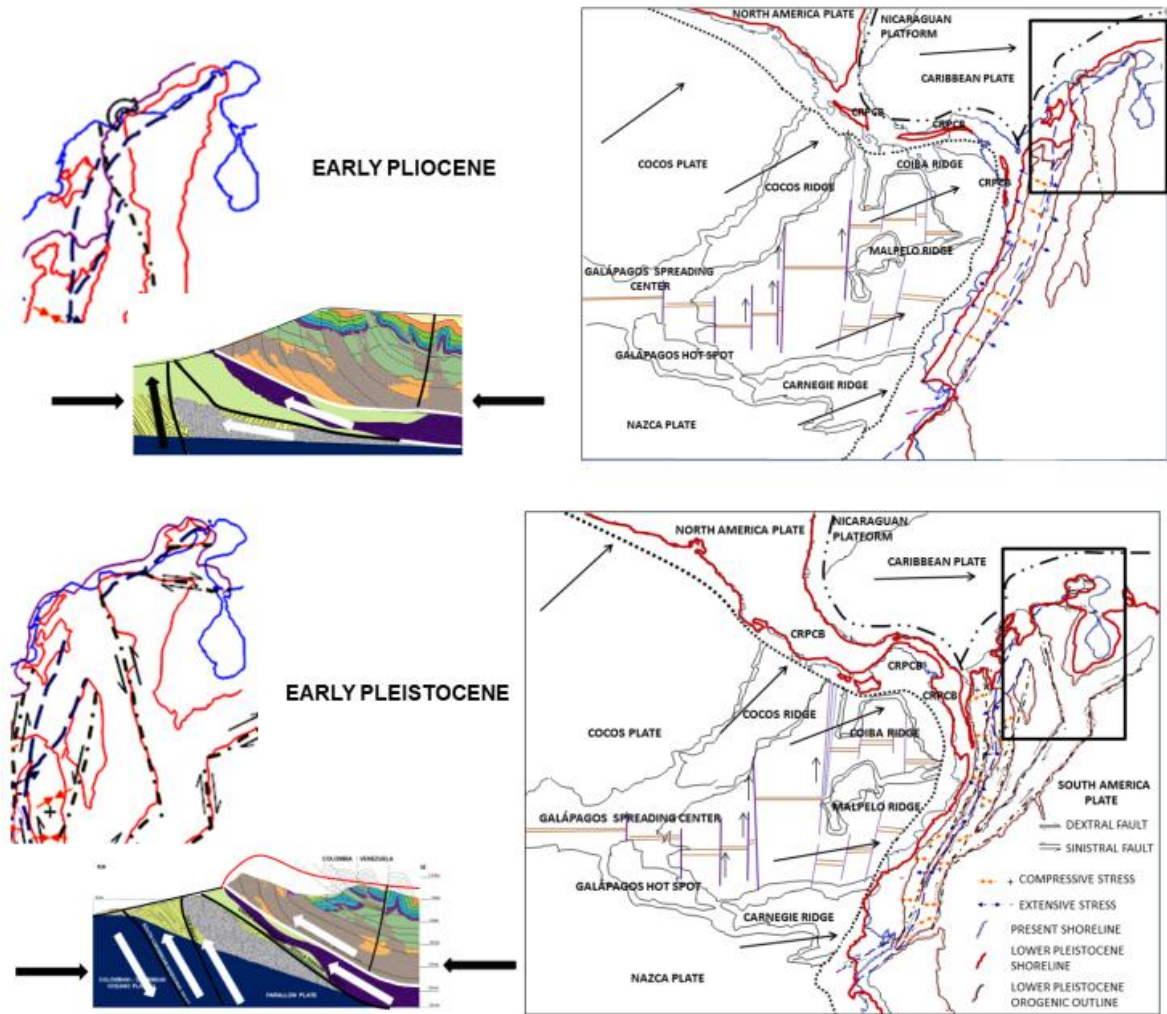 NORTH AMERICA PLATE
NICARAGUAN
PLATFORM
CARIBBEAN PLATE
CRPCB
CRPCB
COCOS PLATE
COIBA RIDGE
COCOS RIDGE
CRPCB
MALPELO RIDGE
GALÁPAGOS SPREADING
CENTER
GALÁPAGOS HOT SPOT
CARNEGIE RIDGE
NAZCA PLATE
EARLY PLIOCENE
NORTH AMERICA PLATE
NICARAGUAN
PLATFORM
CARIBBEAN PLATE
CRPCB
CRPCB
CRPCB
COCOS RIDGE
COCOS PLATE
COIBA RIDGE
MALPELO RIDGE
GALÁPAGOS SPREADING CENTER
GALÁPAGOS HOT SPOT
CARNEGIE RIDGE
NAZCA PLATE
SOUTH AMERICA
PLATE
DEXTRAL FAULT
SINISTRAL FAULT
COMPRESSIVE STRESS
EXTENSIVE STRESS
PRESENT SHORELINE
LOWER PLEISTOCENE
SHORELINE
LOWER PLEISTOCENE
OROGENIC OUTLINE
EARLY PLEISTOCENE
COLOMBIA
VENEZUELA
FARALLON PLATE